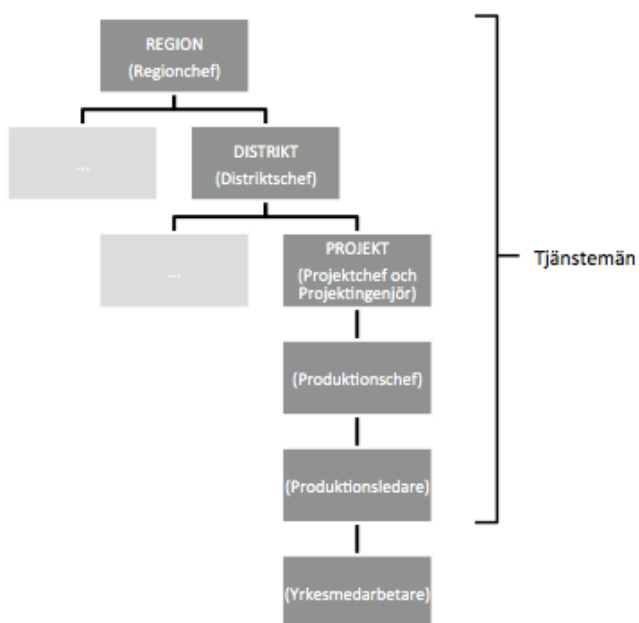 REGION
(Regionchef)
...
DISTRIKT
(Distriktschef)
...
PROJEKT
(Projektchef och
Projektingenjör)
Tjänstemän
(Produktionschef)
(Produktionsledare)
(Yrkesmedarbetare)